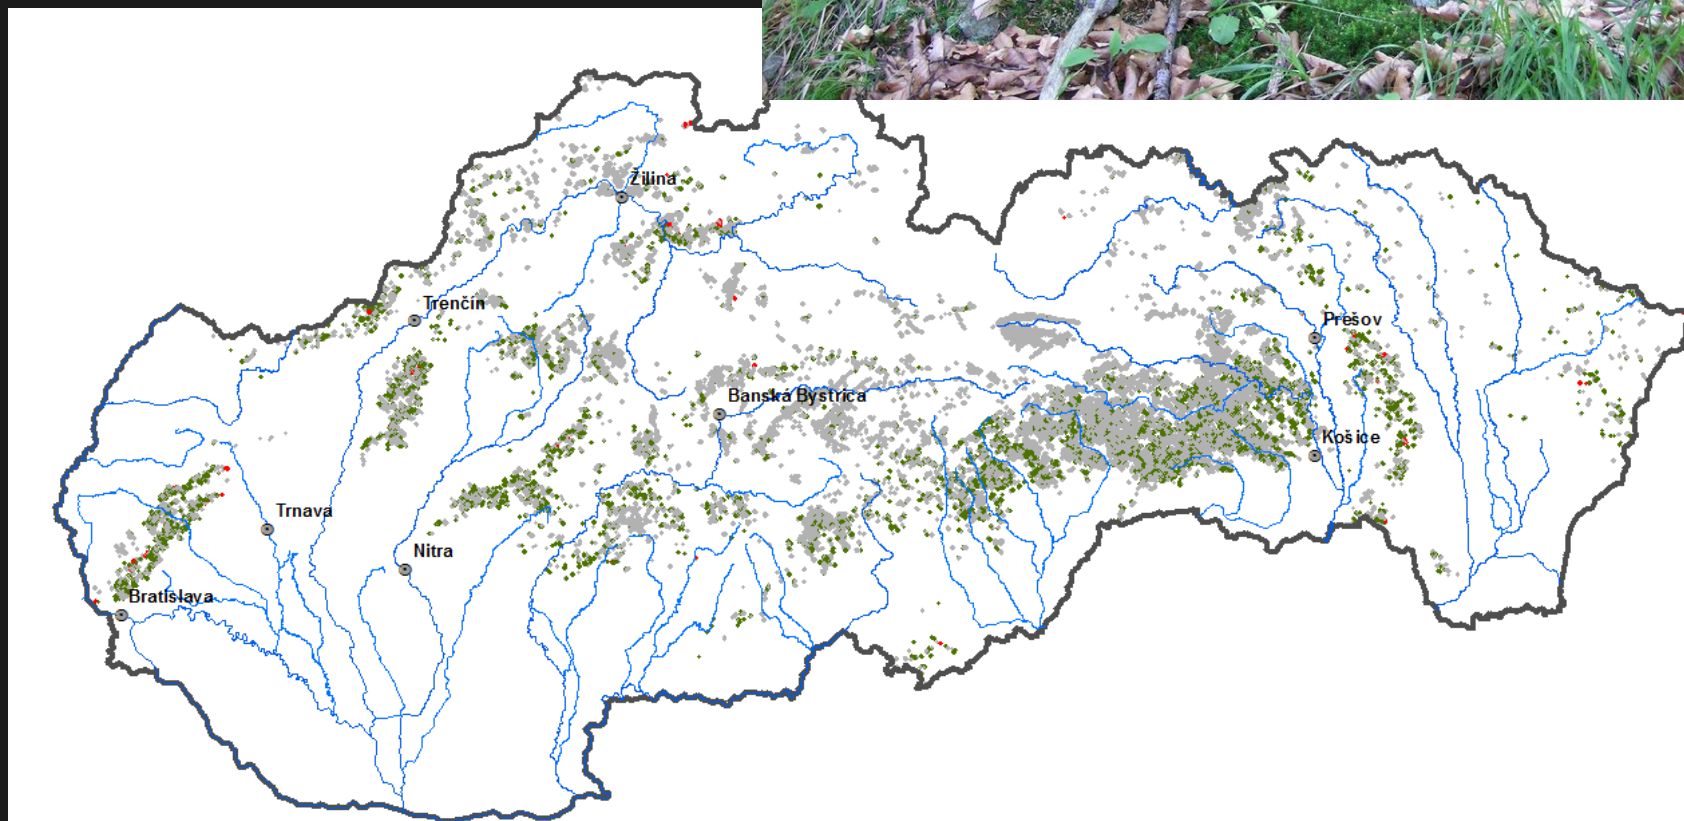 Žilina
Trenčín
Prešov
Banská Bystrica
Košice
Trnava
Nitra
Bratislava